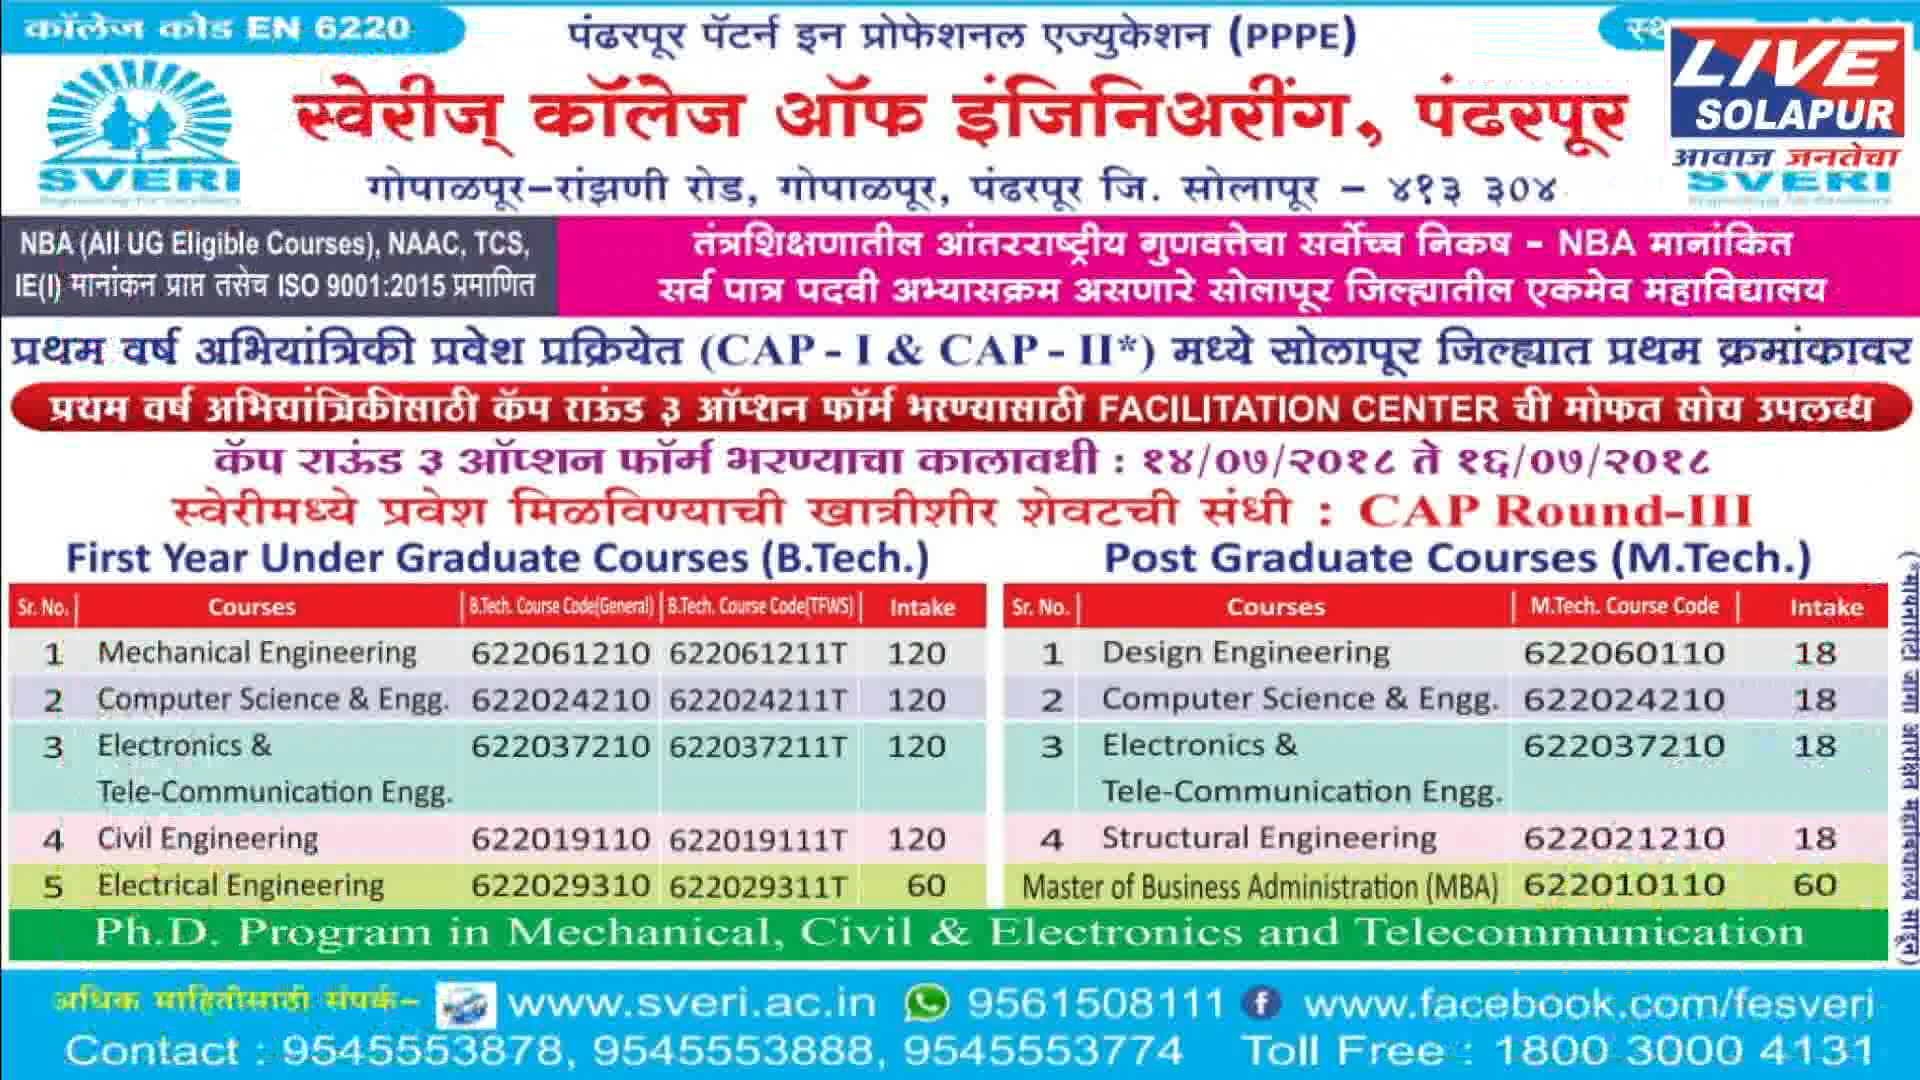 कॉलेज कोड EN 6220
पंढरपूर पॅटर्न इन प्रोफेशनल एज्युकेशन (PPPE)
LIVE
SOLAPUR
आवाज जनतेचा
स्वेरीज् कॉलेज ऑफ इंजिनिअरींग, पंढरपूर
SVERI
SVERI
गोपाळपूर-रांझणी रोड, गोपाळपूर, पंढरपूर जि. सोलापूर - ४१३ ३०४
NBA (All UG Eligible Courses), NAAC, TCS,
IE(I) मानांकन प्राप्त तसेच ISO 9001:2015 प्रमाणित
तंत्रशिक्षणातील आंतरराष्ट्रीय गुणवत्तेचा सर्वोच्च निकष - NBA मानांकित
सर्व पात्र पदवी अभ्यासक्रम असणारे सोलापूर जिल्ह्यातील एकमेव महाविद्यालय
प्रथम वर्ष अभियांत्रिकी प्रवेश प्रक्रियेत (CAP - I & CAP - II*) मध्ये सोलापूर जिल्ह्यात प्रथम क्रमांकावर
प्रथम वर्ष अभियांत्रिकीसाठी कॅप राऊंड ३ ऑप्शन फॉर्म भरण्यासाठी FACILITATION CENTER ची मोफत सोय उपलब्ध
कॅप राऊंड ३ ऑप्शन फॉर्म भरण्याचा कालावधी : १४/०७/२०१८ ते १६/०७/२०१८
स्वेरीमध्ये प्रवेश मिळविण्याची खात्रीशीर शेवटची संधी : CAP Round-III
First Year Under Graduate Courses (B.Tech.)
Sr. No. Courses B.Tech. Course Code(General) B.Tech. Course Code(TFWS) Intake
1 Mechanical Engineering 622061210 622061211T 120
2 Computer Science & Engg. 622024210 622024211T 120
3 Electronics & 622037210 622037211T 120
Tele-Communication Engg.
4 Civil Engineering 622019110 622019111T 120
5 Electrical Engineering 622029310 622029311T 60
Post Graduate Courses (M.Tech.)
Sr. No. Courses M.Tech. Course Code Intake
1 Design Engineering 622060110 18
2 Computer Science & Engg. 622024210 18
3 Electronics & 622037210 18
Tele-Communication Engg.
4 Structural Engineering 622021210 18
Master of Business Administration (MBA) 622010110 60
Ph.D. Program in Mechanical, Civil & Electronics and Telecommunication
अधिक माहितीसाठी संपर्क- www.sveri.ac.in 9561508111 www.facebook.com/fesveri
Contact : 9545553878, 9545553888, 9545553774 Toll Free : 1800 3000 4131